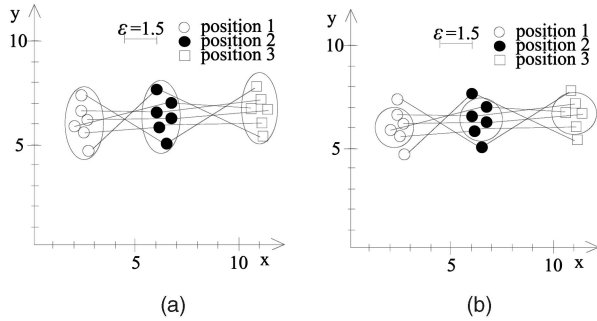 y
ε=1.5
position 1
position 2
position 3
10
5
5
10
x
(a)
y
ε=1.5
position 1
position 2
position 3
10
5
5
10
x
(b)